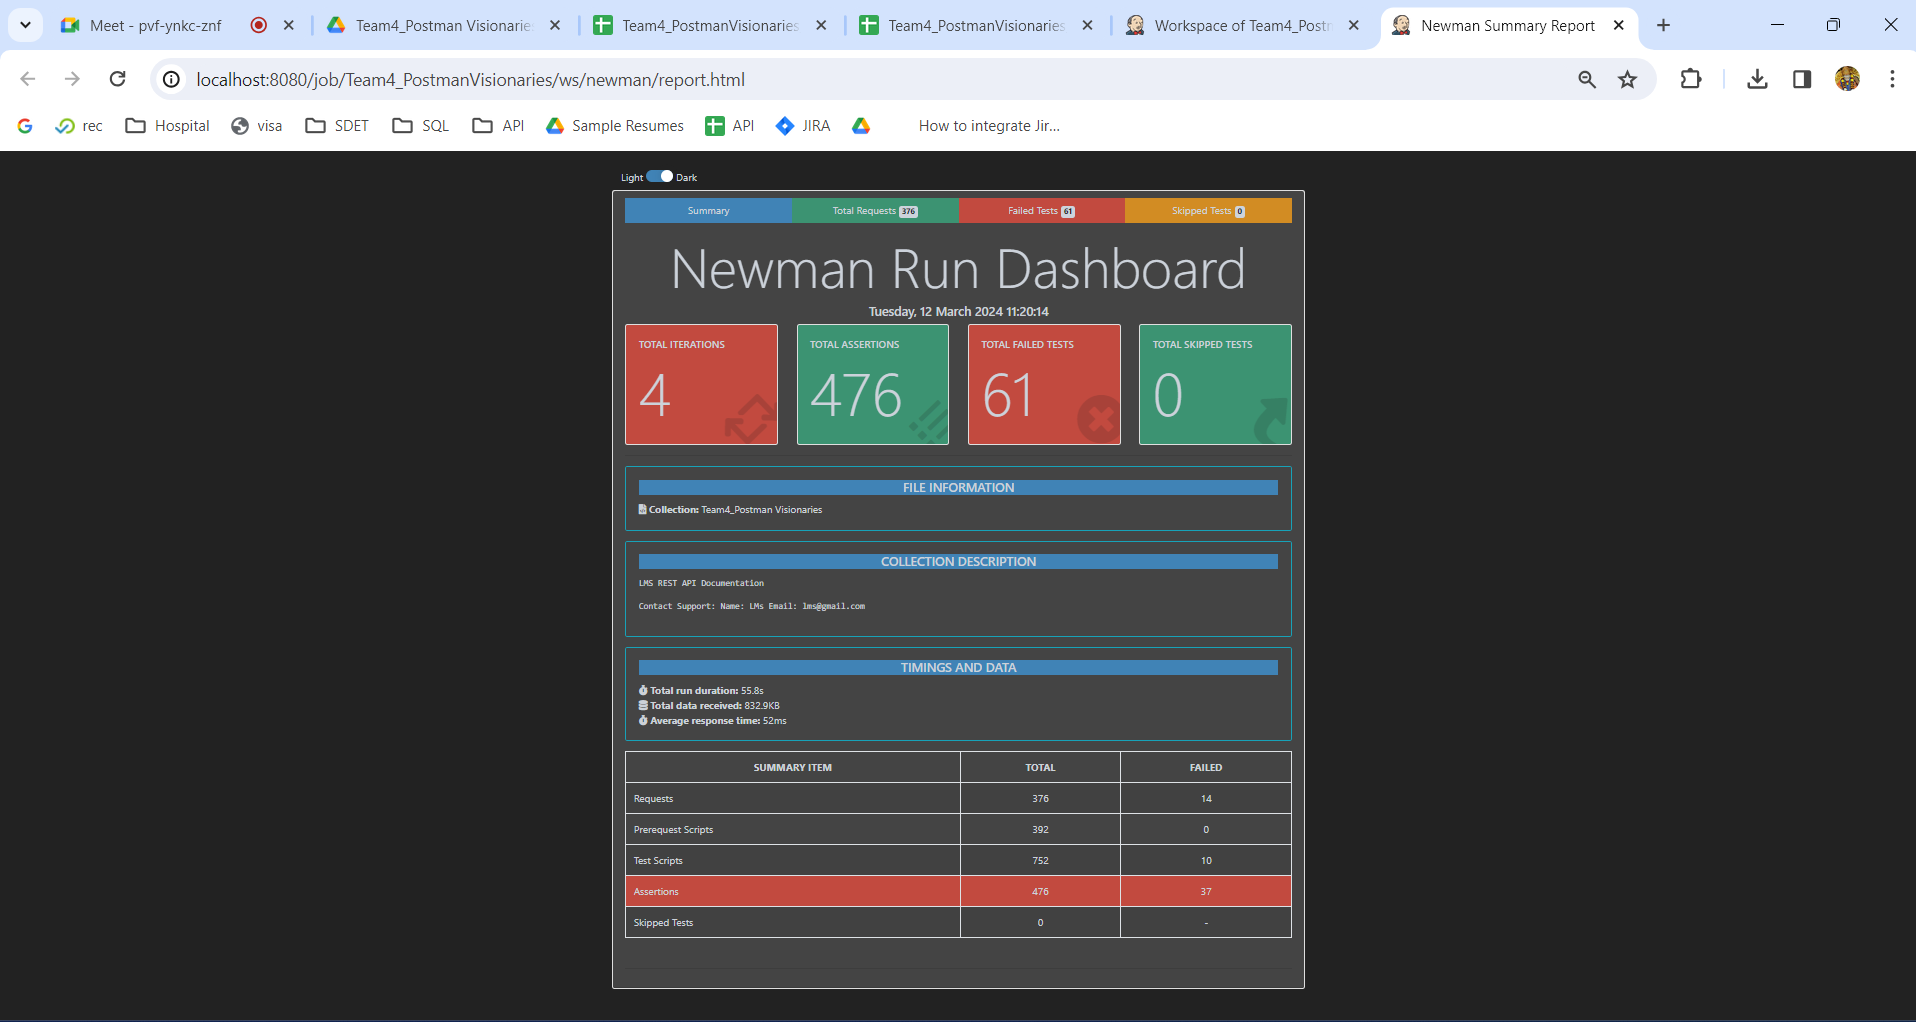 Meet - pvf-ynkc-znf
Team4_PostmanVisionaries
Team4_PostmanVisionaries
Workspace of Team4_Postm
Newman Summary Report
localhost:8080/job/Team4_PostmanVisionaries/ws/newman/report.html
rec
Hospital
visa
SDET
SQL
API
Sample Resumes
API
JIRA
How to integrate Jir...
Light Dark
Summary
Total Requests 376
Failed Tests 61
Skipped Tests 0
Newman Run Dashboard
Tuesday, 12 March 2024 11:20:14
TOTAL ITERATIONS
4
TOTAL ASSERTIONS
476
TOTAL FAILED TESTS
61
TOTAL SKIPPED TESTS
0
FILE INFORMATION
Collection: Team4_Postman Visionaries
COLLECTION DESCRIPTION
LMS REST API Documentation
Contact Support: Name: LMs Email: lms@gmail.com
TIMINGS AND DATA
Total run duration: 55.8s
Total data received: 832.9KB
Average response time: 52ms
SUMMARY ITEM TOTAL FAILED
Requests 376 14
Prerequest Scripts 392 0
Test Scripts 752 10
Assertions 476 37
Skipped Tests 0 -